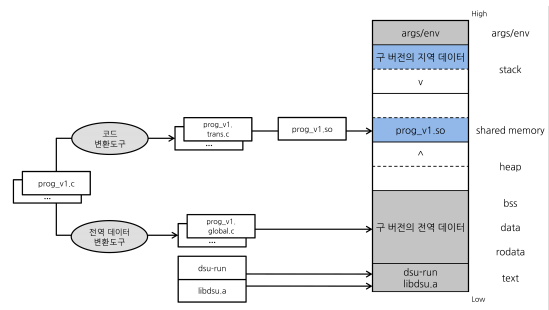 High
args/env
args/env
구 버전의 지역 데이터
stack
v
코드
변환도구
prog_v1.
trans.c
...
prog_v1.so
prog_v1.so
shared memory
^
heap
prog_v1.c
...
bss
전역 데이터
변환도구
prog_v1.
global.c
...
구 버전의 전역 데이터
data
rodata
dsu-run
libdsu.a
dsu-run
libdsu.a
text
Low